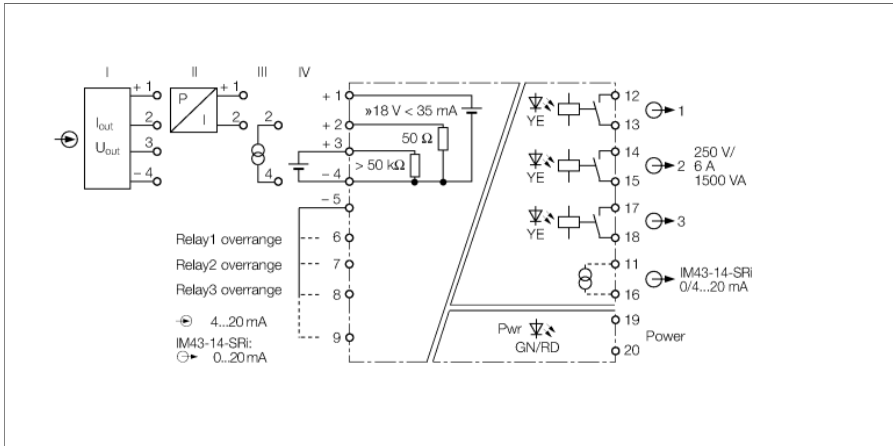 I II III IV
+ 1 + 1
P
I
2 2 2
Iout
Uout
3
– 4 4
+ 1
»18 V < 35 mA
+ 2
50 Ω
+ 3
> 50 kΩ
– 4
– 5
Relay1 overrange 6
Relay2 overrange 7
Relay3 overrange 8
4...20 mA
IM43-14-SRi:
0...20 mA
9
YE
12
13
1
YE
14
15
2
250 V/
6 A
1500 VA
YE
17
18
3
11
16
IM43-14-SRi
0/4...20 mA
Pwr
GN/RD
19
20
Power